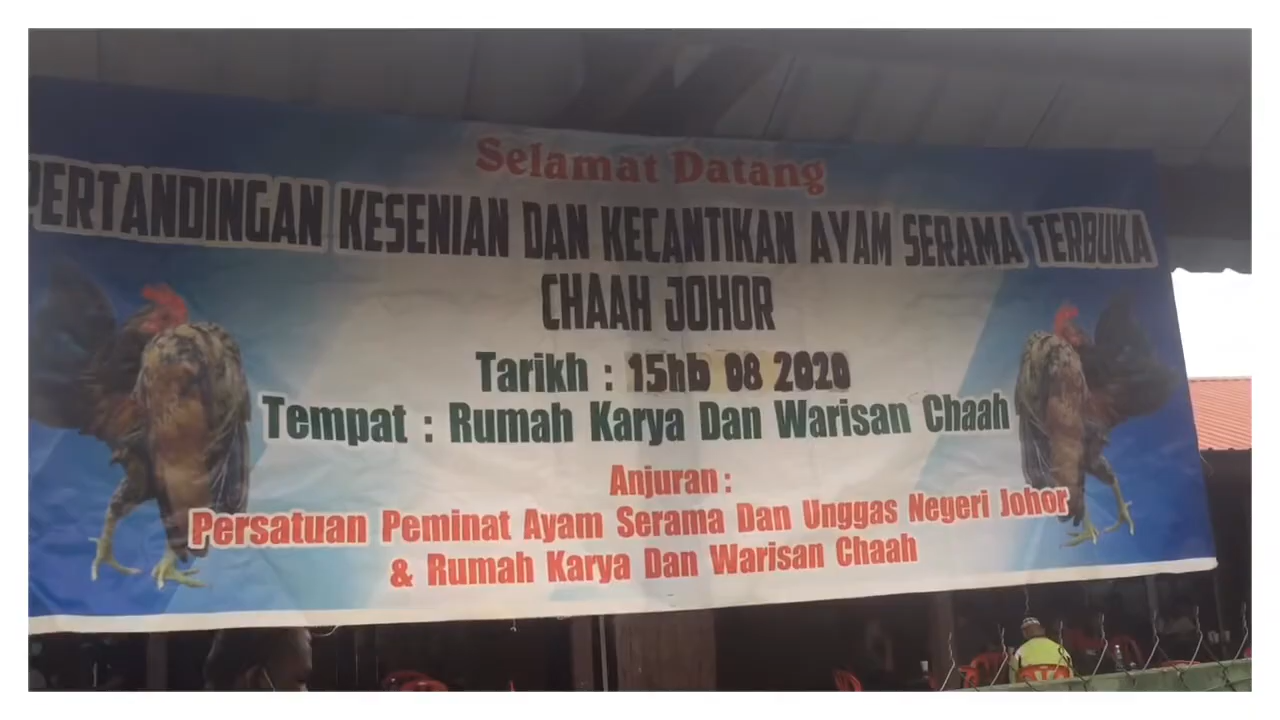 Selamat Datang
PERTANDINGAN KESENIAN DAN KECANTIKAN AYAM SERAMA TERBUKA
CHAAH JOHOR
Tarikh : 15hb 08 2020
Tempat : Rumah Karya Dan Warisan Chaah
Anjuran :
Persatuan Peminat Ayam Serama Dan Unggas Negeri Johor
& Rumah Karya Dan Warisan Chaah